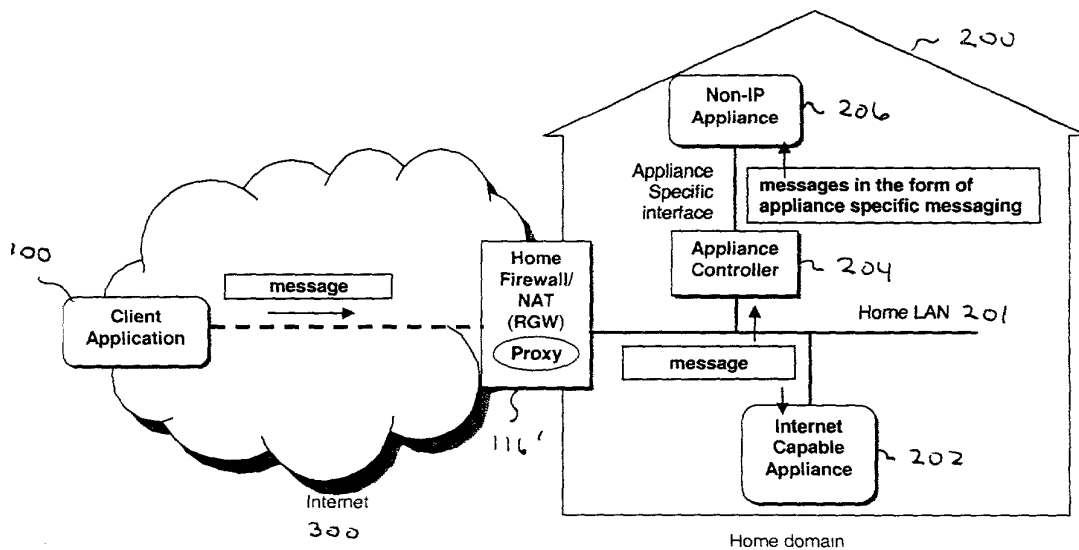 200
Non-IP
Appliance
206
Appliance
Specific
interface
messages in the form of
appliance specific messaging
100
message
Client
Application
Home
Firewall/
NAT
(RGW)
Proxy
Appliance
Controller
204
Home LAN 201
message
116'
Internet
Capable
Appliance
202
Internet
300
Home domain